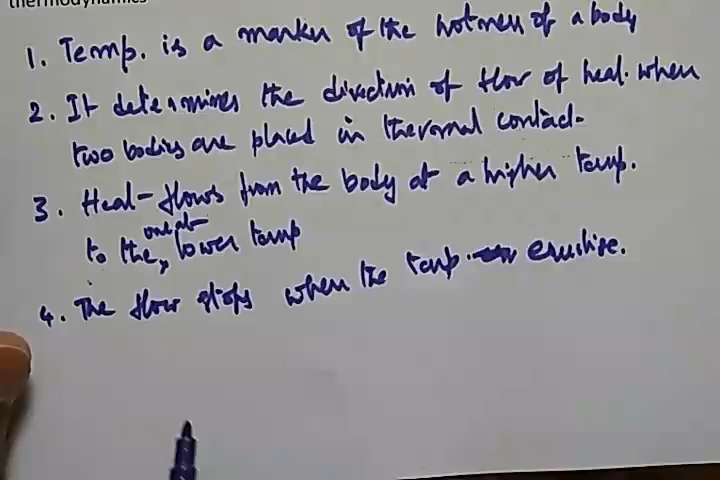 thermodynamics
1. Temp. is a marker of the hotness of a body
2. It determines the direction of flow of heat when
two bodies are placed in thermal contact.
3. Heat flows from the body at a higher temp.
to the one at lower temp
4. The flow stops when the temp.